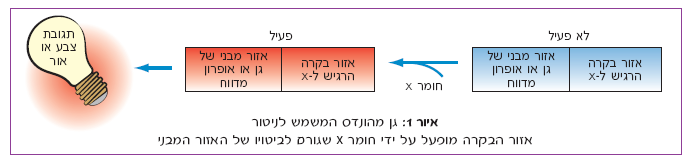 לא פעיל
אזור בקרה
הרגיש ל-X
אזור מבני של
גן או אופרון
מדווח
חומר X
פעיל
אזור בקרה
הרגיש ל-X
אזור מבני של
גן או אופרון
מדווח
תגובת
צבע או
אור
איור 1: גן מהונדס המשמש לניטור
אזור הבקרה מופעל על ידי חומר X שגורם לביטויו של האזור המבני